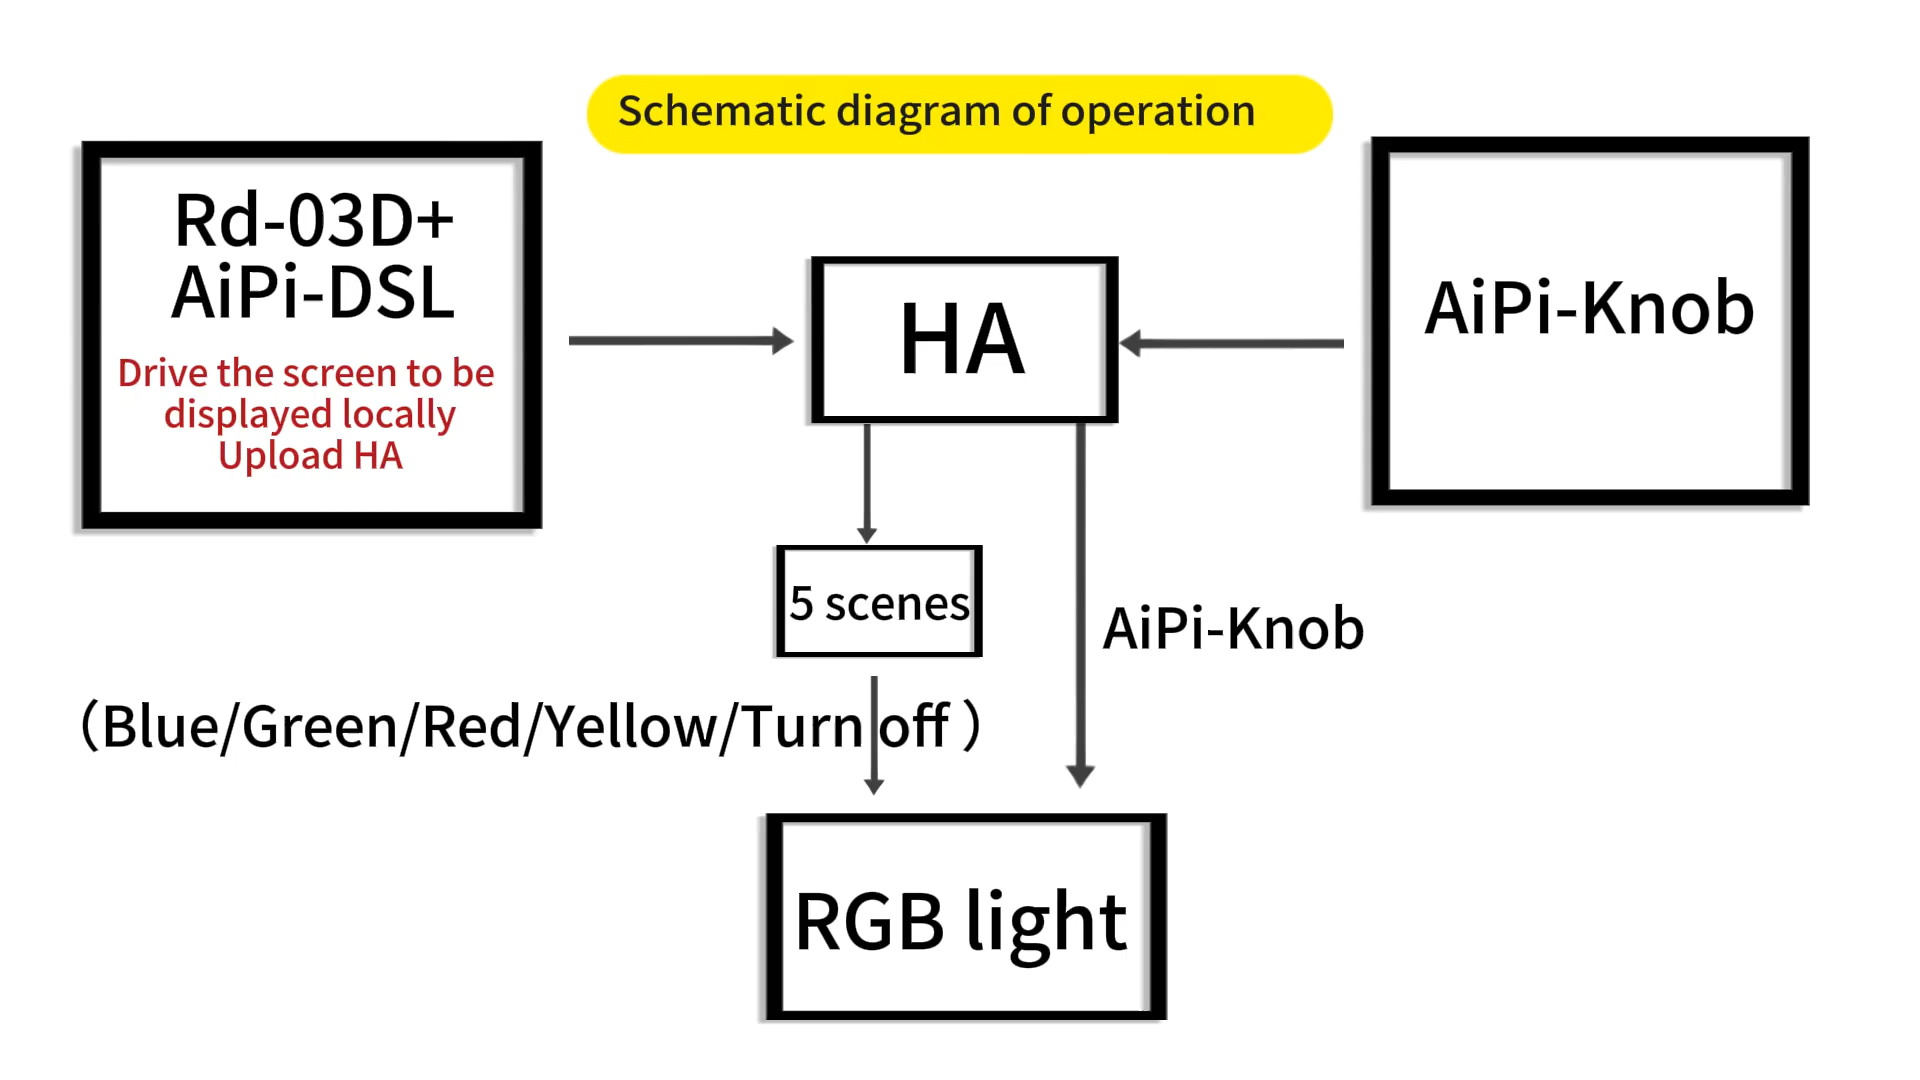 Schematic diagram of operation
Rd-03D+
AiPi-DSL
Drive the screen to be
displayed locally
Upload HA
HA
AiPi-Knob
5 scenes
AiPi-Knob
（Blue/Green/Red/Yellow/Turn off ）
RGB light